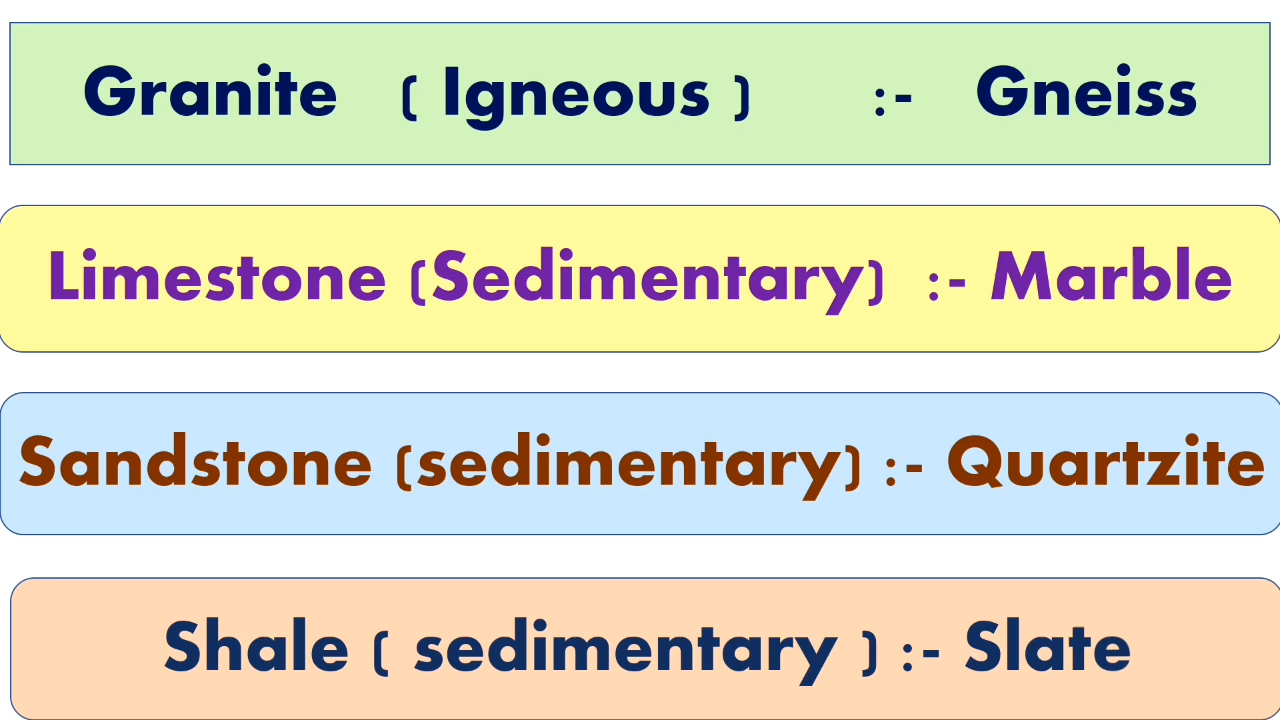 Granite ( Igneous ) :- Gneiss
Limestone (Sedimentary) :- Marble
Sandstone (sedimentary) :- Quartzite
Shale ( sedimentary ) :- Slate